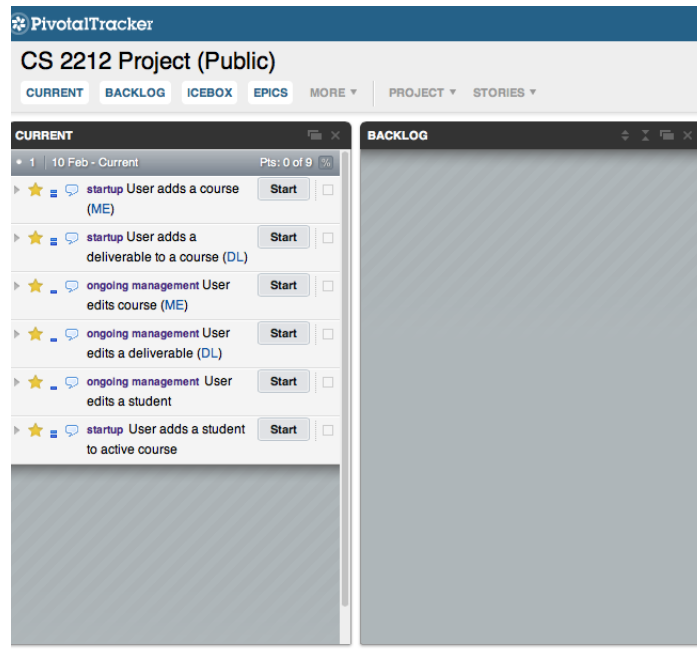 PivotalTracker
CS 2212 Project (Public)
CURRENT BACKLOG ICEBOX EPICS MORE PROJECT STORIES
CURRENT
1 10 Feb - Current Pts: 0 of 9 %
startup User adds a course
(ME)
Start
startup User adds a
deliverable to a course (DL)
Start
ongoing management User
edits course (ME)
Start
ongoing management User
edits a deliverable (DL)
Start
ongoing management User
edits a student
Start
startup User adds a student
to active course
Start
BACKLOG